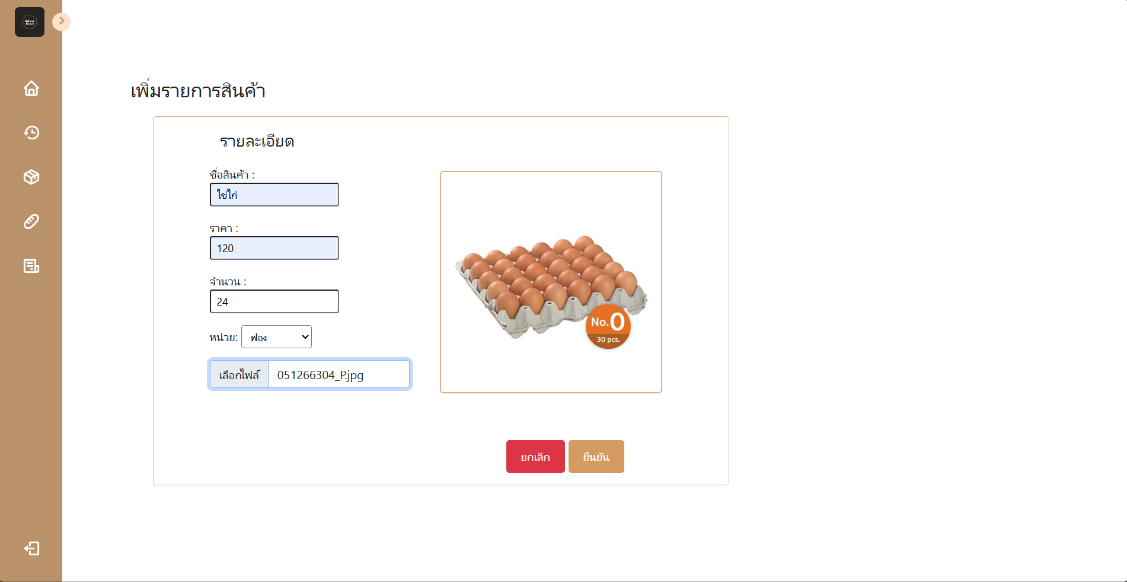 เพิ่มรายการสินค้า
รายละเอียด
ชื่อสินค้า :
ไข่ไก่
ราคา :
120
จำนวน :
24
หน่วย: ฟอง
เลือกไฟล์ 051266304_P.jpg
No.0
30 pcs.
ยกเลิก ยืนยัน